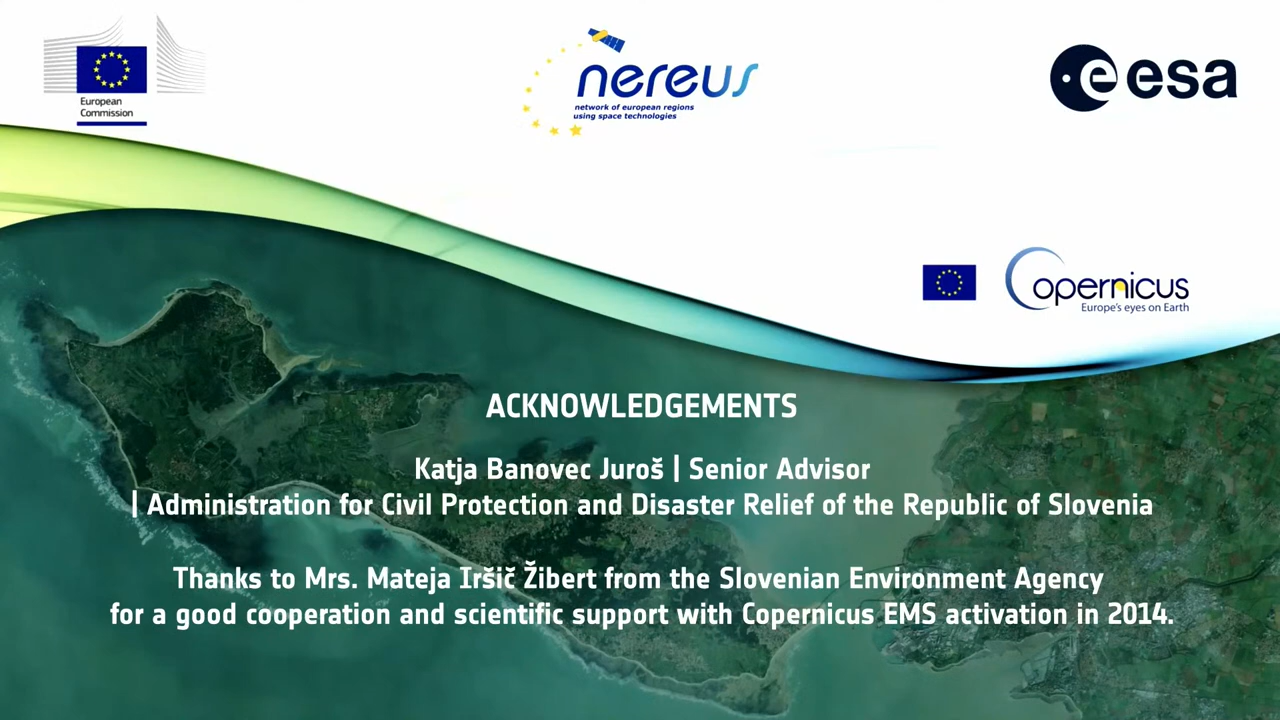 European
Commission
nereus
network of european regions
using space technologies
esa
Copernicus
Europe's eyes on Earth
ACKNOWLEDGEMENTS
Katja Banovec Juroš | Senior Advisor
| Administration for Civil Protection and Disaster Relief of the Republic of Slovenia
Thanks to Mrs. Mateja Iršič Žibert from the Slovenian Environment Agency
for a good cooperation and scientific support with Copernicus EMS activation in 2014.